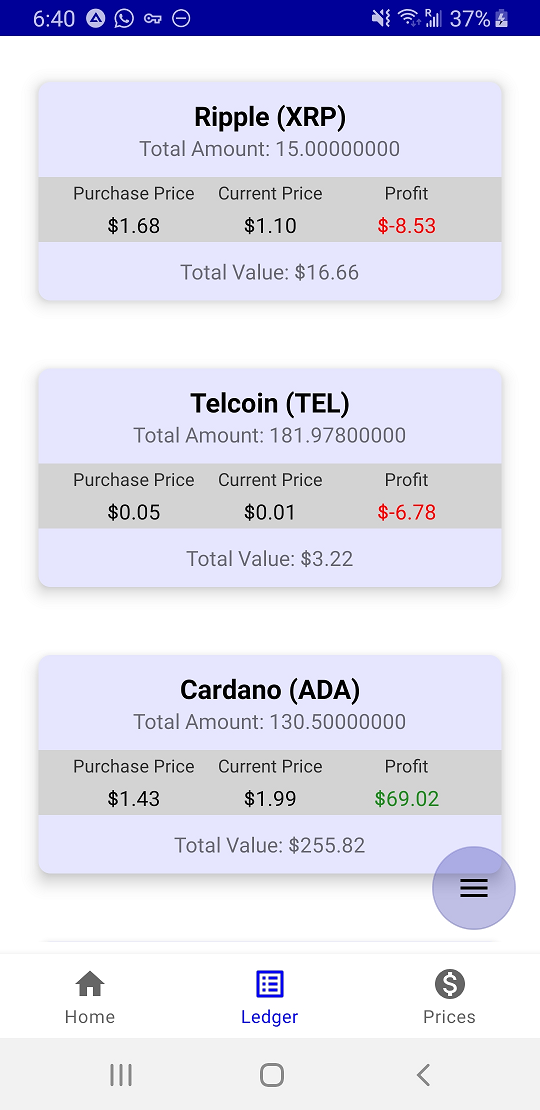 6:40 R 37%
Ripple (XRP)
Total Amount: 15.00000000
Purchase Price Current Price Profit
$1.68 $1.10 $-8.53
Total Value: $16.66
Telcoin (TEL)
Total Amount: 181.97800000
Purchase Price Current Price Profit
$0.05 $0.01 $-6.78
Total Value: $3.22
Cardano (ADA)
Total Amount: 130.50000000
Purchase Price Current Price Profit
$1.43 $1.99 $69.02
Total Value: $255.82
Home Ledger Prices